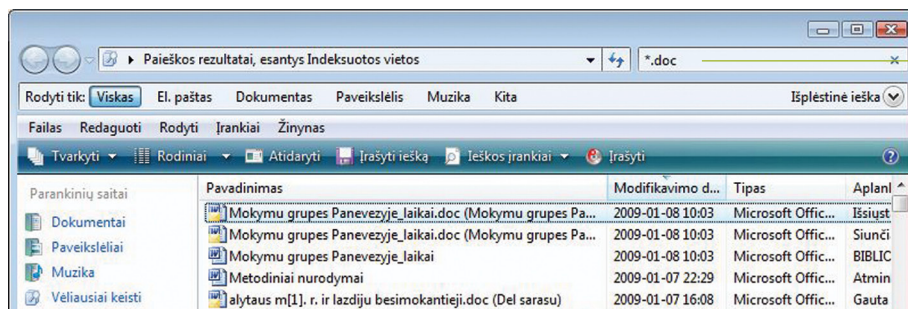 Paieškos rezultatai, esantys Indeksuotos vietos *.doc
Rodyti tik: Viskas El. paštas Dokumentas Paveikslėlis Muzika Kita Išplėstinė ieška
Failas Redaguoti Rodyti Įrankiai Žinynas
Tvarkyti Rodiniai Atidaryti Įrašyti iešką Ieškos įrankiai Įrašyti
Parankinių saitai
Dokumentai
Paveikslėliai
Muzika
Vėliausiai keisti
Pavadinimas Modifikavimo d... Tipas Aplanl
Mokymu grupes Panevezyje_laikai.doc (Mokymu grupes Pa... 2009-01-08 10:03 Microsoft Offic... Išsiųst
Mokymu grupes Panevezyje_laikai.doc (Mokymu grupes Pa... 2009-01-08 10:03 Microsoft Offic... Siunči
Mokymu grupes Panevezyje_laikai 2009-01-08 10:03 Microsoft Offic... BIBLIC
Metodiniai nurodymai 2009-01-07 22:29 Microsoft Offic... Atmin
alytaus m[1]. r. ir lazdiju besimokantieji.doc (Del sarasu) 2009-01-07 16:08 Microsoft Offic... Gauta